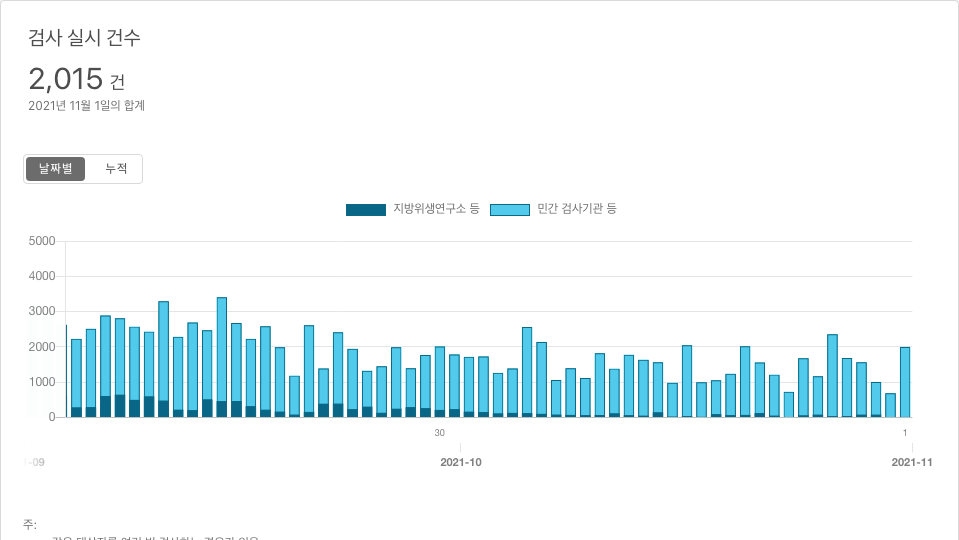 검사 실시 건수
2,015 건
2021년 11월 1일의 합계
날짜별 누적
지방위생연구소 등 민간 검사기관 등
5000
4000
3000
2000
1000
0
30 1
-09 2021-10 2021-11
주: